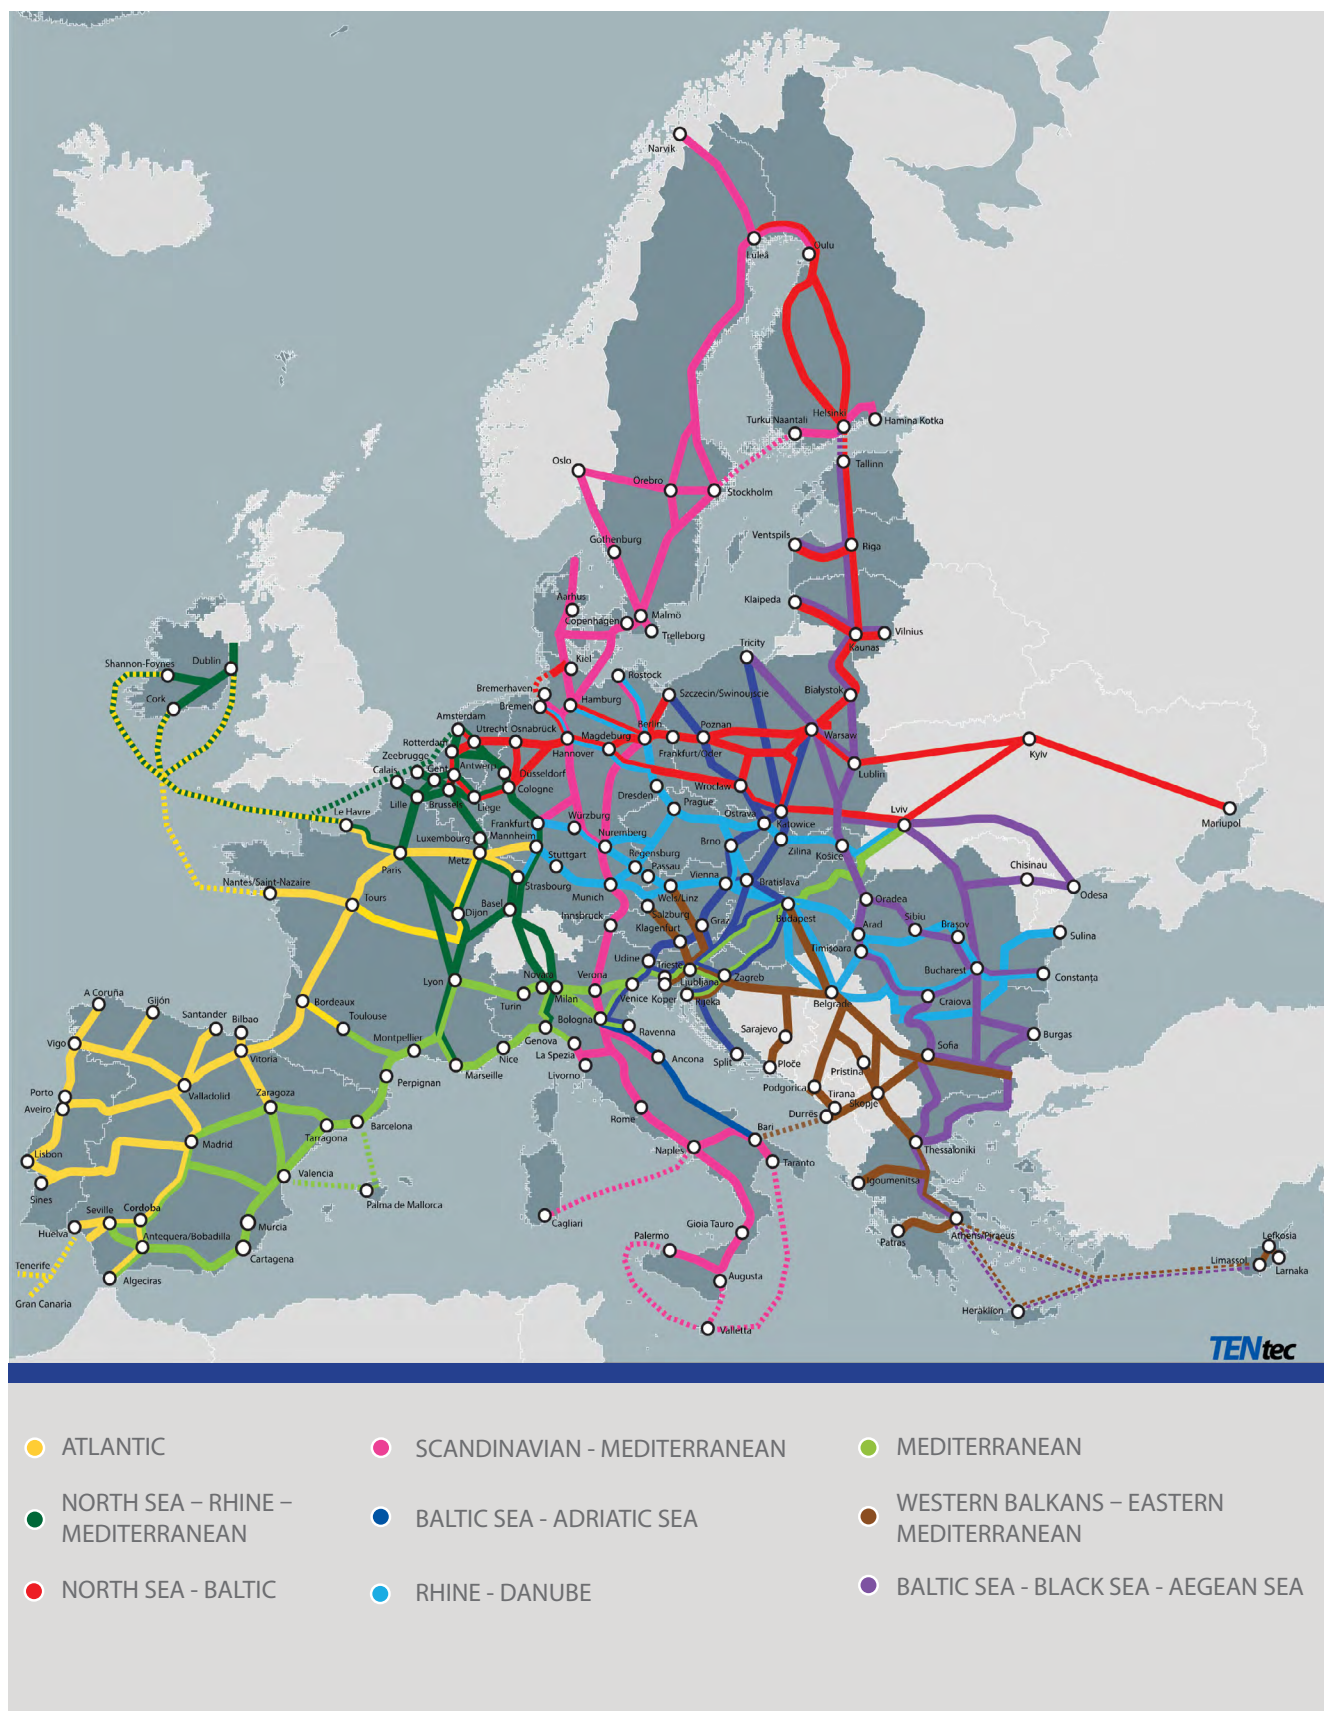 Narvik
Luleå
Oulu
Helsinki
Turku Naantali
Hamina Kotka
Tallinn
Oslo
Örebro
Stockholm
Gothenburg
Ventspils
Riga
Aarhus
Copenhagen
Malmö
Trelleborg
Klaipeda
Vilnius
Kaunas
Tricity
Shannon-Foynes
Dublin
Cork
Kiel
Rostock
Bremerhaven
Bremen
Hamburg
Szczecin/Swinoujscie
Bialystok
Amsterdam
Utrecht
Osnabrück
Magdeburg
Berlin
Poznan
Warsaw
Rotterdam
Hannover
Frankfurt/Oder
Kyiv
Zeebrugge
Calais
Gent
Antwerp
Düsseldorf
Cologne
Lublin
Lille
Brussels
Liège
Dresden
Wrocław
Prague
Ostrava
Katowice
Lviv
Mariupol
Le Havre
Luxembourg
Frankfurt
Mannheim
Würzburg
Nuremberg
Brno
Zilina
Košice
Paris
Metz
Stuttgart
Regensburg
Passau
Chisinau
Nantes/Saint-Nazaire
Tours
Strasbourg
Munich
Wels/Linz
Vienna
Bratislava
Odesa
Dijon
Basel
Innsbruck
Salzburg
Klagenfurt
Graz
Budapest
Oradea
Arad
Sibiu
Braşov
Sulina
Timişoara
Udine
Trieste
Lyon
Novara
Verona
Ljubljana
Zagreb
Bucharest
Constanţa
Turin
Milan
Venice
Koper
Rijeka
Belgrade
Craiova
A Coruña
Gijón
Santander
Bilbao
Bordeaux
Toulouse
Bologna
Ravenna
Vigo
Vitoria
Montpellier
Genova
Nice
La Spezia
Livorno
Ancona
Split
Sarajevo
Ploče
Sofia
Burgas
Marseille
Perpignan
Pristina
Podgorica
Porto
Aveiro
Valladolid
Zaragoza
Tirana
Skopje
Durrës
Rome
Barcelona
Tarragona
Madrid
Lisbon
Naples
Bari
Taranto
Thessaloniki
Valencia
Sines
Palma de Mallorca
Igoumenitsa
Seville
Cordoba
Huelva
Murcia
Cagliari
Antequera/Bobadilla
Cartagena
Palermo
Gioia Tauro
Patras
Athens/Piraeus
Lefkosia
Limassol
Larnaka
Tenerife
Algeciras
Augusta
Gran Canaria
Heraklion
Valletta
TENtec
ATLANTIC
SCANDINAVIAN - MEDITERRANEAN
MEDITERRANEAN
NORTH SEA – RHINE –
MEDITERRANEAN
BALTIC SEA - ADRIATIC SEA
WESTERN BALKANS – EASTERN
MEDITERRANEAN
NORTH SEA - BALTIC
RHINE - DANUBE
BALTIC SEA - BLACK SEA - AEGEAN SEA